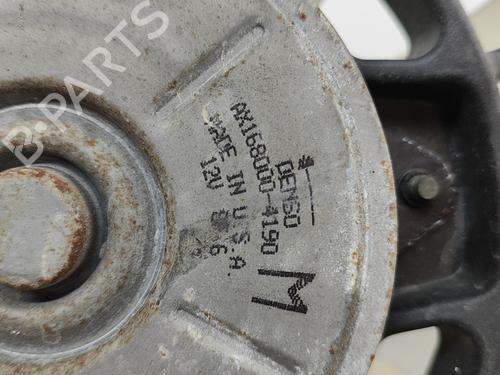 DENSO
AX168000-4190
MADE IN U.S.A.
12V
M
B-PARTS